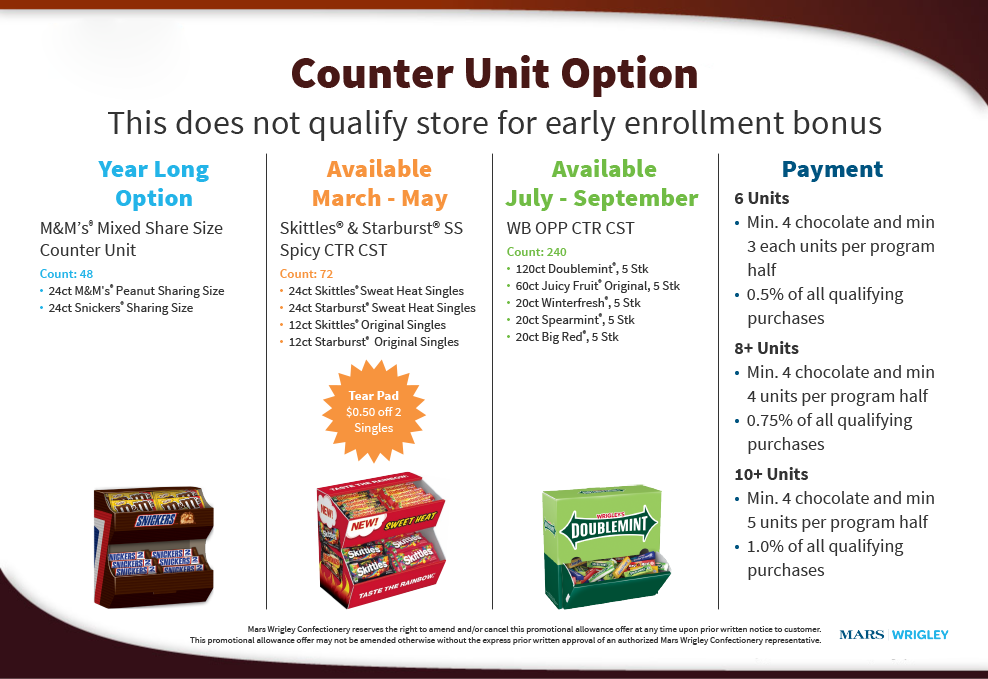 Counter Unit Option
This does not qualify store for early enrollment bonus
Year Long
Option
M&M's® Mixed Share Size
Counter Unit
Count: 48
• 24ct M&M's® Peanut Sharing Size
• 24ct Snickers® Sharing Size
SNICKERS
Available
March - May
Skittles® & Starburst® SS
Spicy CTR CST
Count: 72
• 24ct Skittles® Sweat Heat Singles
• 24ct Starburst® Sweat Heat Singles
• 12ct Skittles® Original Singles
• 12ct Starburst® Original Singles
Tear Pad
$0.50 off 2
Singles
TASTE THE RAINBOW.
NEW!
NEW! SWEET HEAT
Skittles
Skittles
Skittles
TASTE THE RAINBOW.
Available
July - September
WB OPP CTR CST
Count: 240
• 120ct Doublemint®, 5 Stk
• 60ct Juicy Fruit® Original, 5 Stk
• 20ct Winterfresh®, 5 Stk
• 20ct Spearmint®, 5 Stk
• 20ct Big Red®, 5 Stk
WRIGLEY'S
DOUBLEMINT
Payment
6 Units
• Min. 4 chocolate and min
3 each units per program
half
• 0.5% of all qualifying
purchases
8+ Units
• Min. 4 chocolate and min
4 units per program half
• 0.75% of all qualifying
purchases
10+ Units
• Min. 4 chocolate and min
5 units per program half
• 1.0% of all qualifying
purchases
Mars Wrigley Confectionery reserves the right to amend and/or cancel this promotional allowance offer at any time upon prior written notice to customer.
This promotional allowance offer may not be amended otherwise without the express prior written approval of an authorized Mars Wrigley Confectionery representative.
MARS WRIGLEY